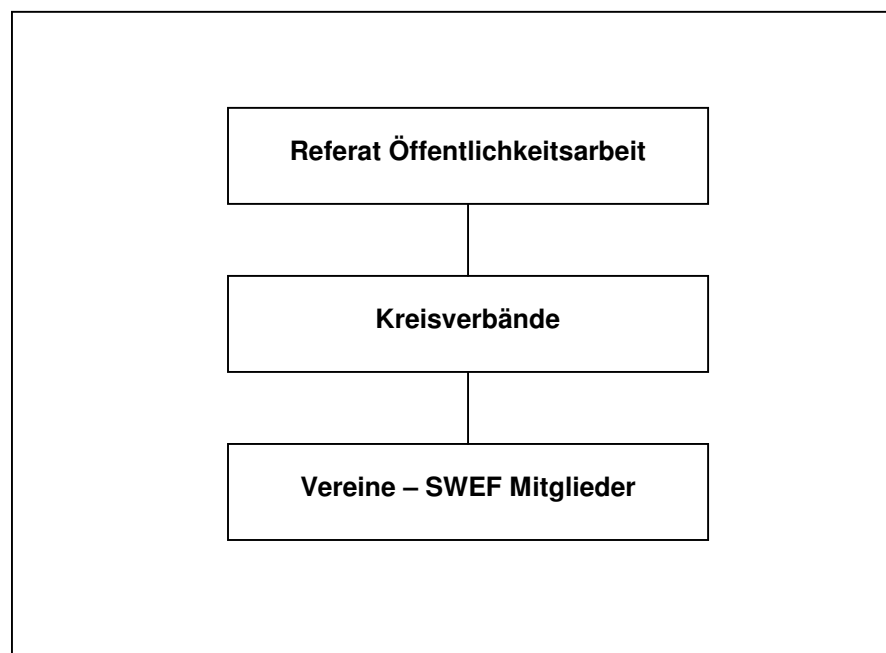 Referat Öffentlichkeitsarbeit
Kreisverbände
Vereine – SWEF Mitglieder